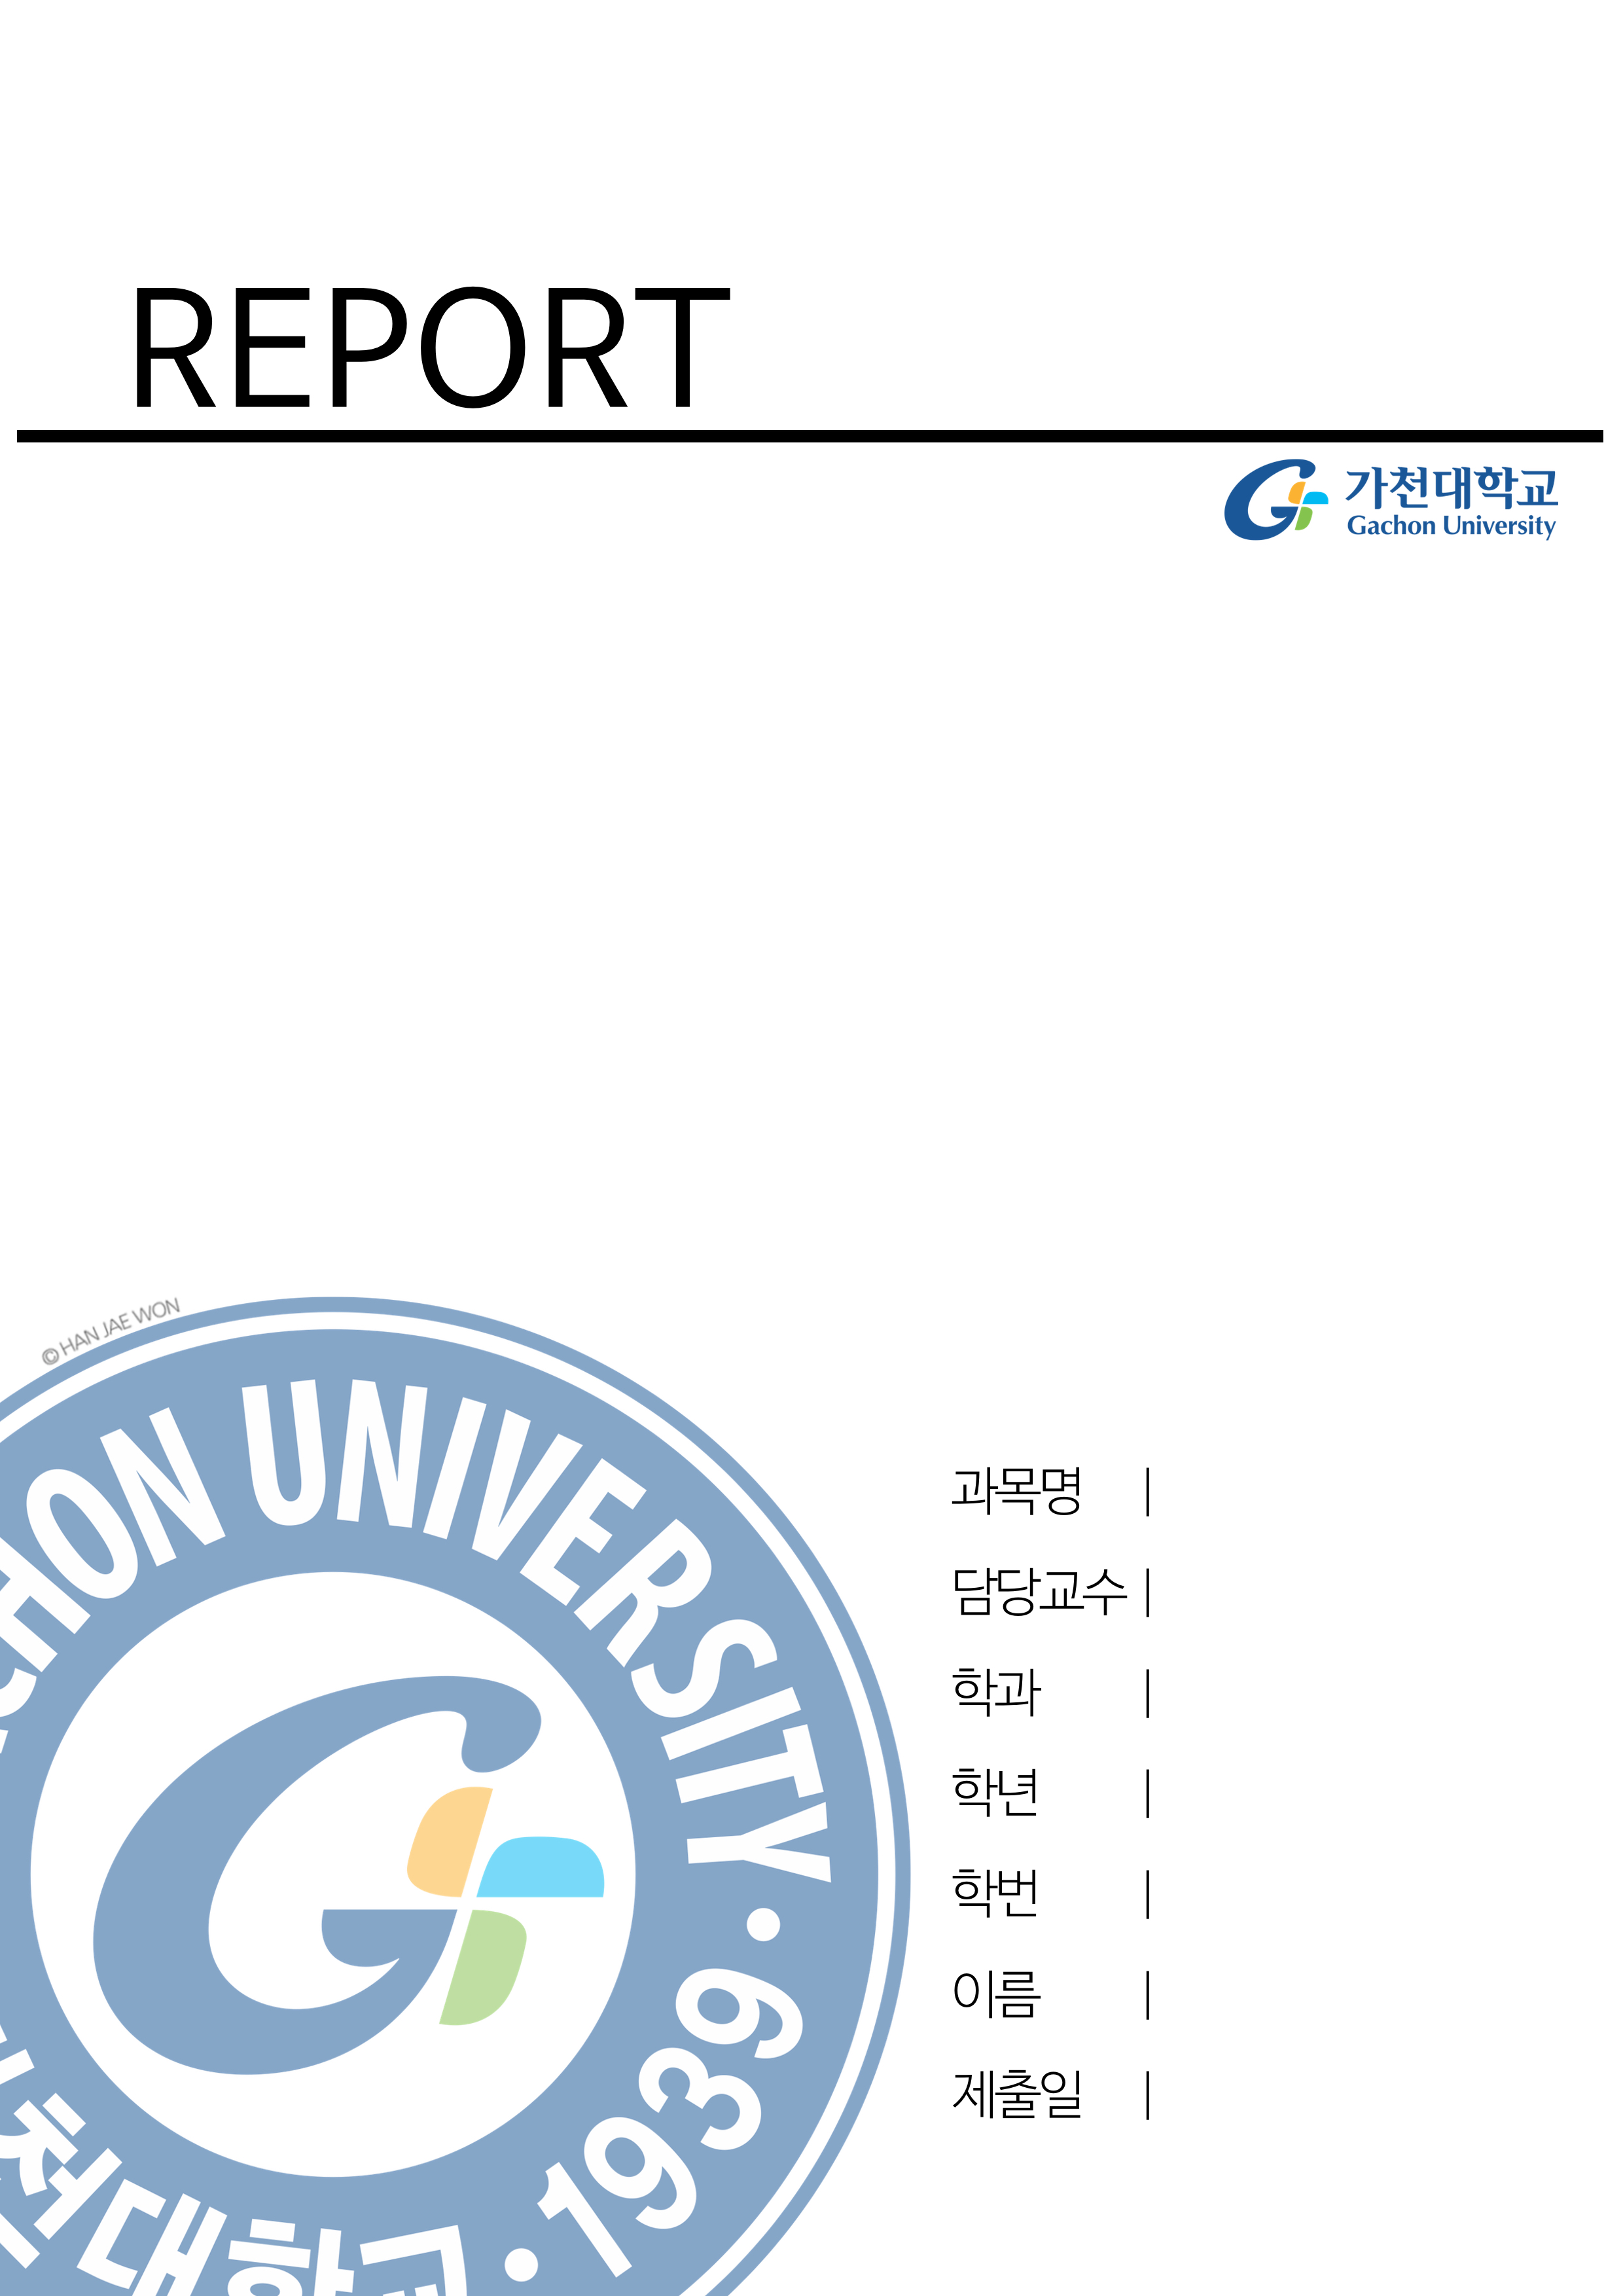 REPORT
가천대학교
Gachon University
© HAN JAE WON
HON UNIVERSITY
1939
천대학교
과목명 |
담당교수 |
학과 |
학년 |
학번 |
이름 |
제출일 |